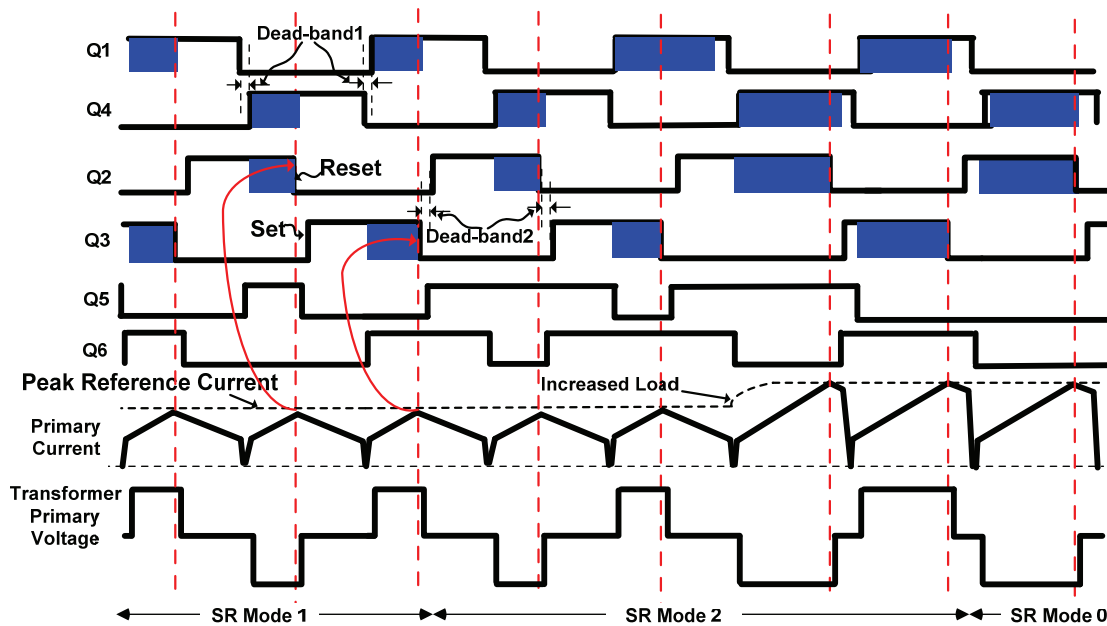 Dead-band1
Q1
Q4
Q2
Reset
Set
Q3
Dead-band2
Q5
Q6
Peak Reference Current
Increased Load
Primary
Current
Transformer
Primary
Voltage
SR Mode 1
SR Mode 2
SR Mode 0